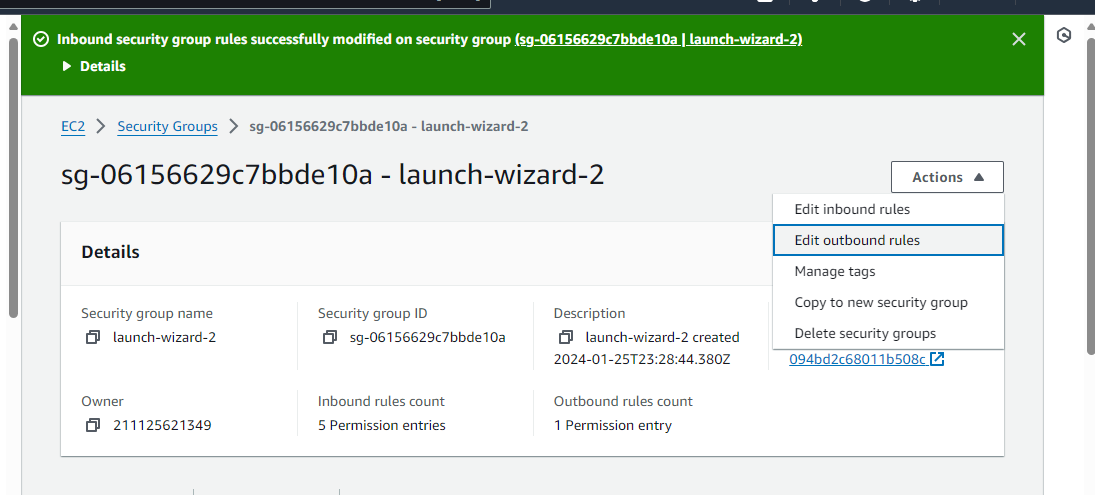 Inbound security group rules successfully modified on security group (sg-06156629c7bbde10a | launch-wizard-2)
Details
EC2 > Security Groups > sg-06156629c7bbde10a - launch-wizard-2
sg-06156629c7bbde10a - launch-wizard-2
Actions
Edit inbound rules
Edit outbound rules
Manage tags
Copy to new security group
Delete security groups
Details
Security group name
launch-wizard-2
Security group ID
sg-06156629c7bbde10a
Description
launch-wizard-2 created
2024-01-25T23:28:44.380Z
094bd2c68011b508c
Owner
211125621349
Inbound rules count
5 Permission entries
Outbound rules count
1 Permission entry